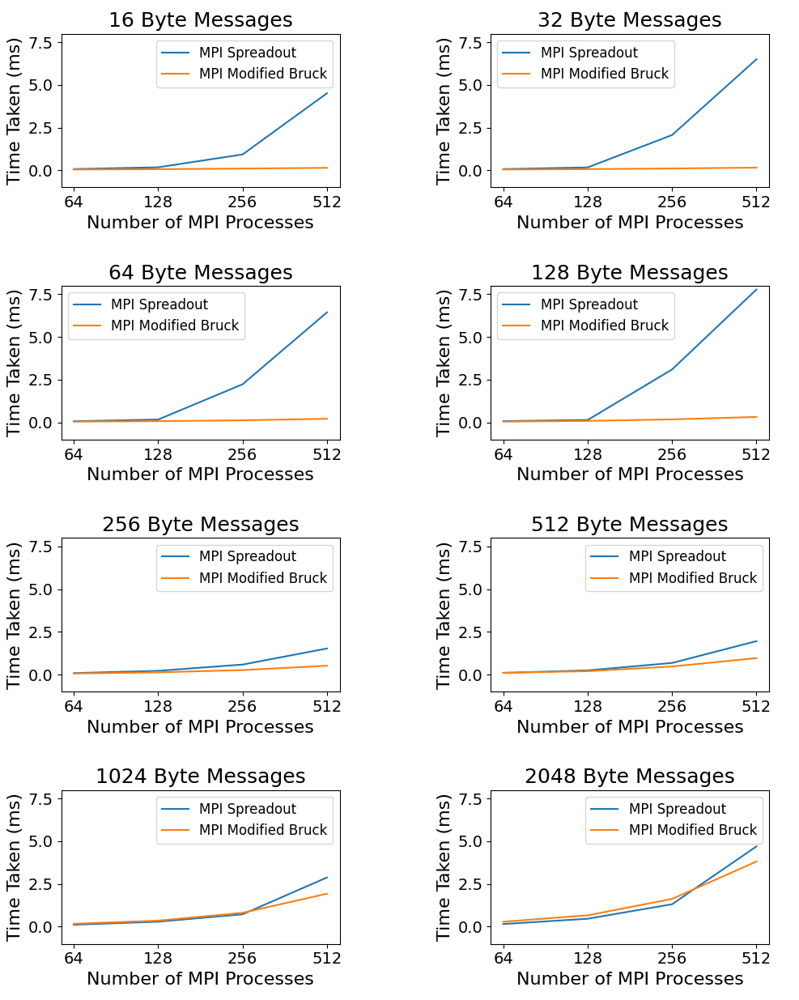 16 Byte Messages
7.5
5.0
2.5
0.0
Time Taken (ms)
MPI Spreadout
MPI Modified Bruck
64 128 256 512
Number of MPI Processes
32 Byte Messages
7.5
5.0
2.5
0.0
Time Taken (ms)
MPI Spreadout
MPI Modified Bruck
64 128 256 512
Number of MPI Processes
64 Byte Messages
7.5
5.0
2.5
0.0
Time Taken (ms)
MPI Spreadout
MPI Modified Bruck
64 128 256 512
Number of MPI Processes
128 Byte Messages
7.5
5.0
2.5
0.0
Time Taken (ms)
MPI Spreadout
MPI Modified Bruck
64 128 256 512
Number of MPI Processes
256 Byte Messages
7.5
5.0
2.5
0.0
Time Taken (ms)
MPI Spreadout
MPI Modified Bruck
64 128 256 512
Number of MPI Processes
512 Byte Messages
7.5
5.0
2.5
0.0
Time Taken (ms)
MPI Spreadout
MPI Modified Bruck
64 128 256 512
Number of MPI Processes
1024 Byte Messages
7.5
5.0
2.5
0.0
Time Taken (ms)
MPI Spreadout
MPI Modified Bruck
64 128 256 512
Number of MPI Processes
2048 Byte Messages
7.5
5.0
2.5
0.0
Time Taken (ms)
MPI Spreadout
MPI Modified Bruck
64 128 256 512
Number of MPI Processes